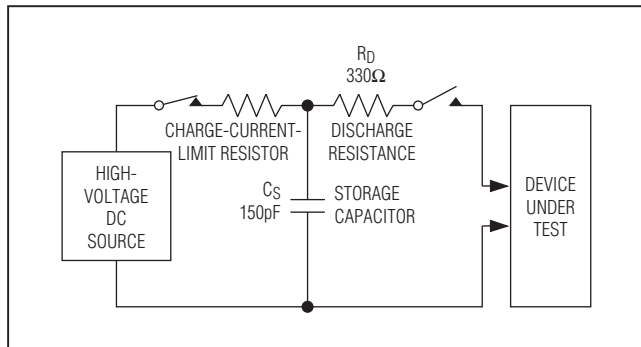 R_D
330Ω
CHARGE-CURRENT-
LIMIT RESISTOR
DISCHARGE
RESISTANCE
HIGH-
VOLTAGE
DC
SOURCE
C_S
150pF
STORAGE
CAPACITOR
DEVICE
UNDER
TEST